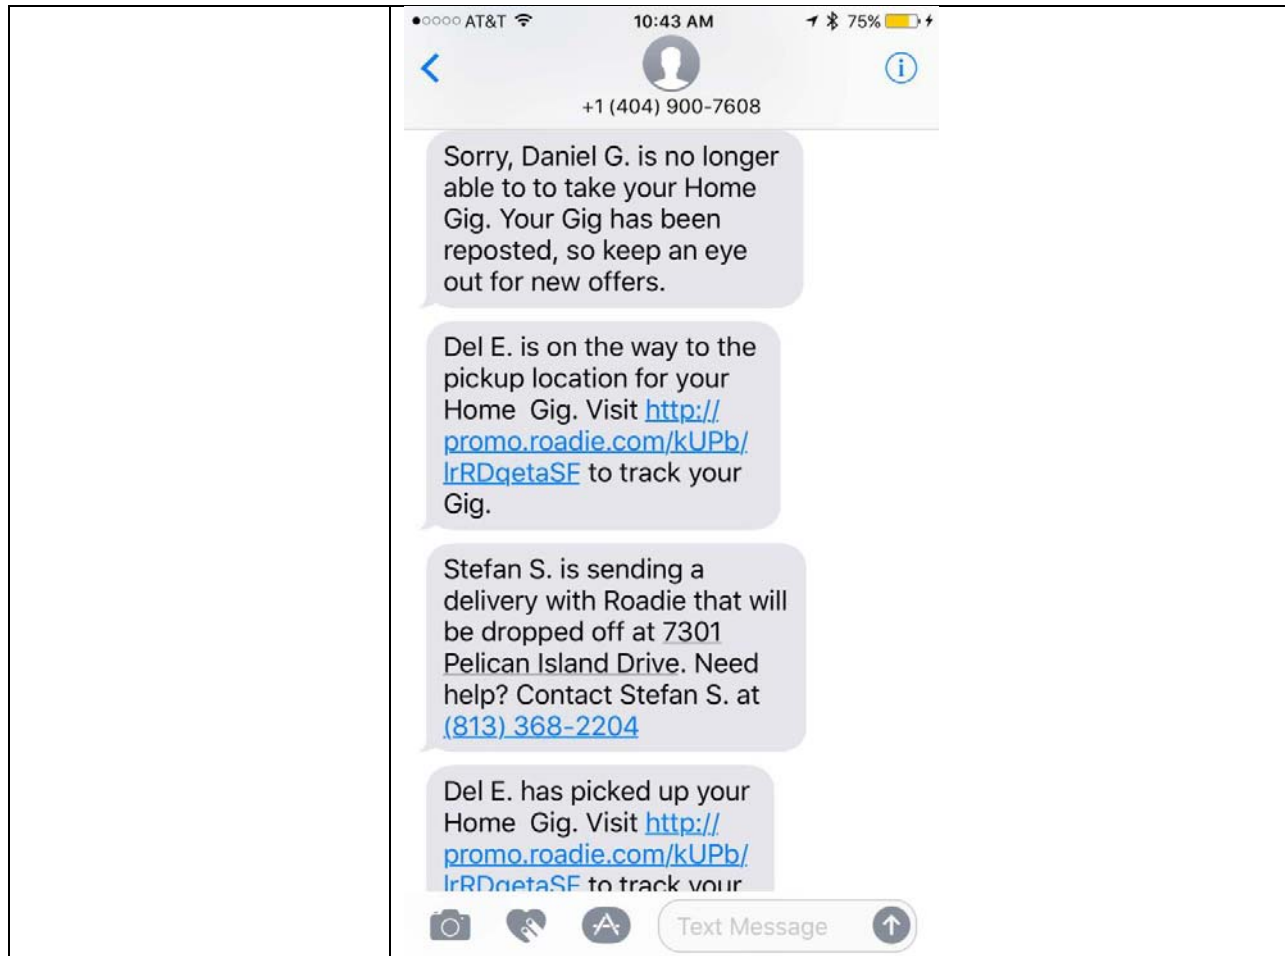 AT&T 10:43 AM 75%
+1 (404) 900-7608
Sorry, Daniel G. is no longer
able to to take your Home
Gig. Your Gig has been
reposted, so keep an eye
out for new offers.
Del E. is on the way to the
pickup location for your
Home  Gig. Visit http://
promo.roadie.com/kUPb/
lrRDqetaSF to track your
Gig.
Stefan S. is sending a
delivery with Roadie that will
be dropped off at 7301
Pelican Island Drive. Need
help? Contact Stefan S. at
(813) 368-2204
Del E. has picked up your
Home  Gig. Visit http://
promo.roadie.com/kUPb/
lrRDqetaSF to track your
Text Message